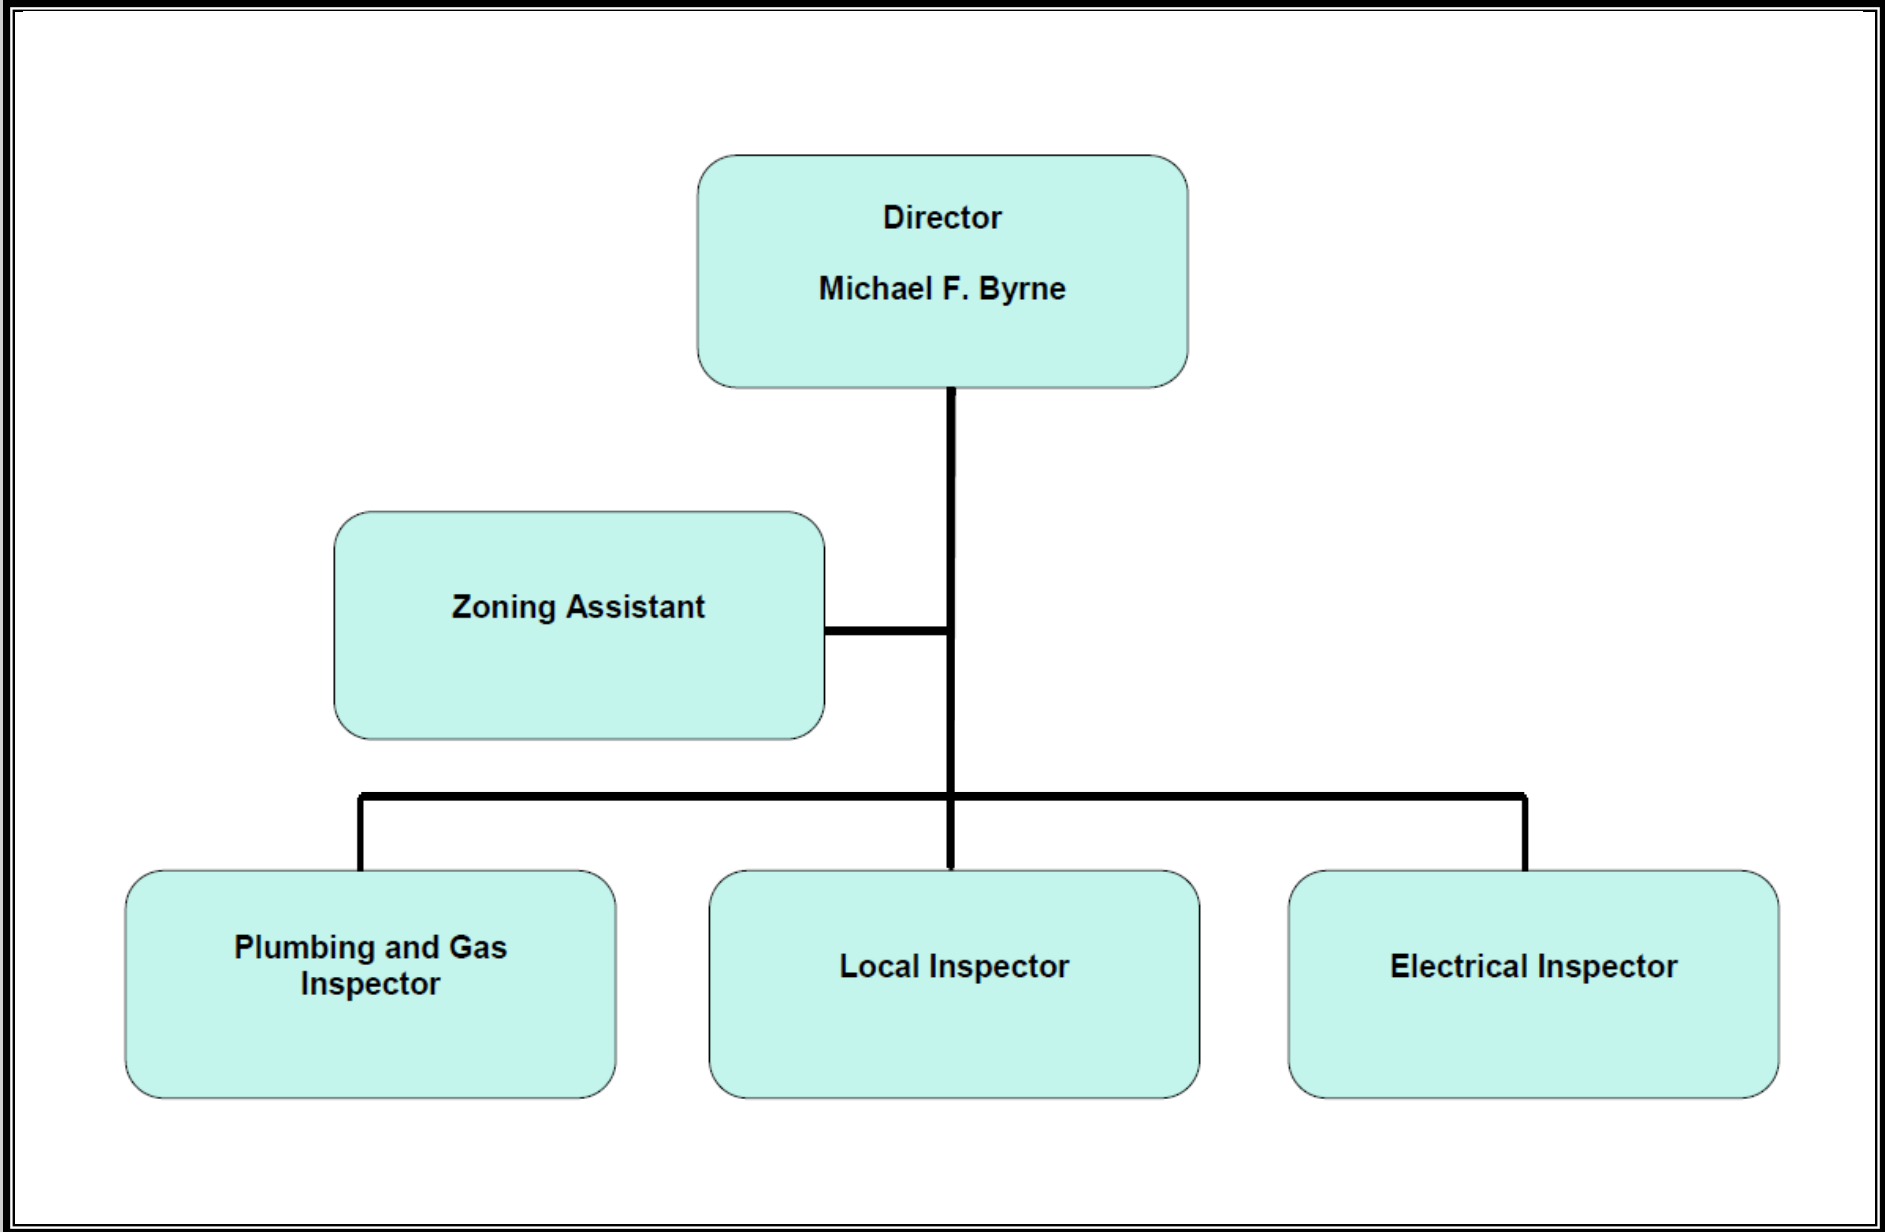 Director
Michael F. Byrne
Zoning Assistant
Plumbing and Gas
Inspector
Local Inspector
Electrical Inspector